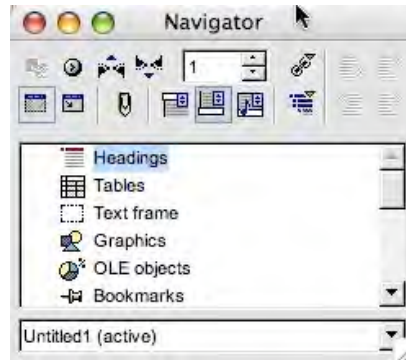 Navigator
1
Headings
Tables
Text frame
Graphics
OLE objects
Bookmarks
Untitled1 (active)